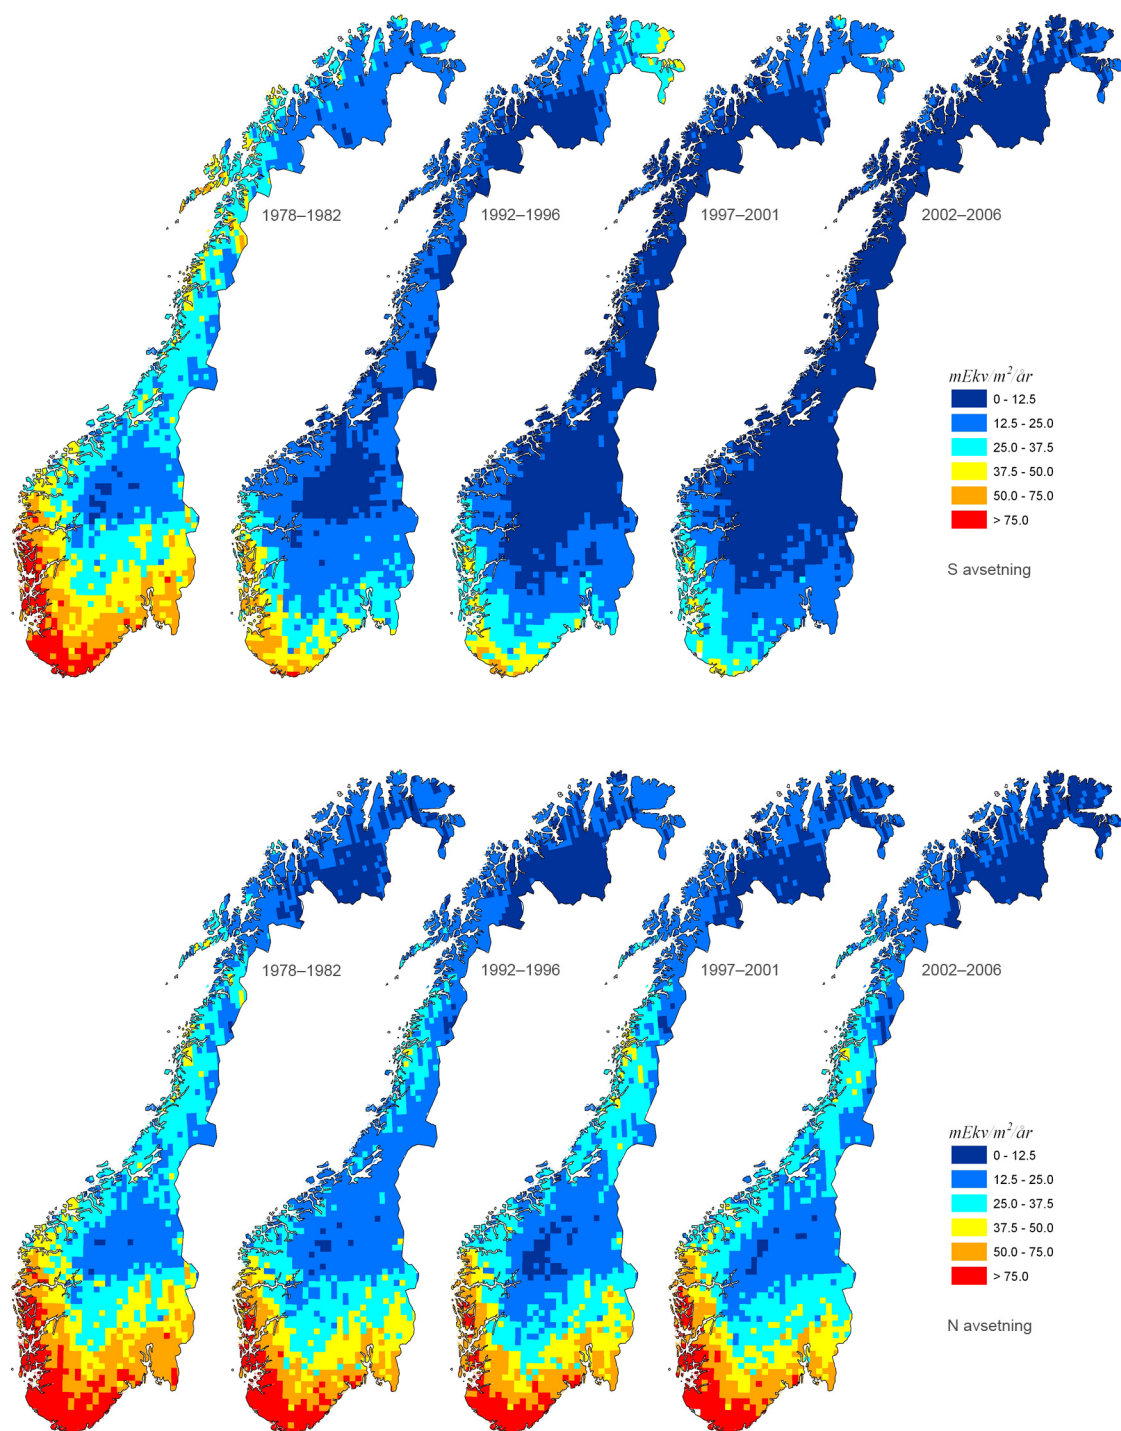 1978–1982
1992–1996
1997–2001
2002–2006
mEkv/m²/år
0 - 12.5
12.5 - 25.0
25.0 - 37.5
37.5 - 50.0
50.0 - 75.0
> 75.0
S avsetning
1978–1982
1992–1996
1997–2001
2002–2006
mEkv/m²/år
0 - 12.5
12.5 - 25.0
25.0 - 37.5
37.5 - 50.0
50.0 - 75.0
> 75.0
N avsetning